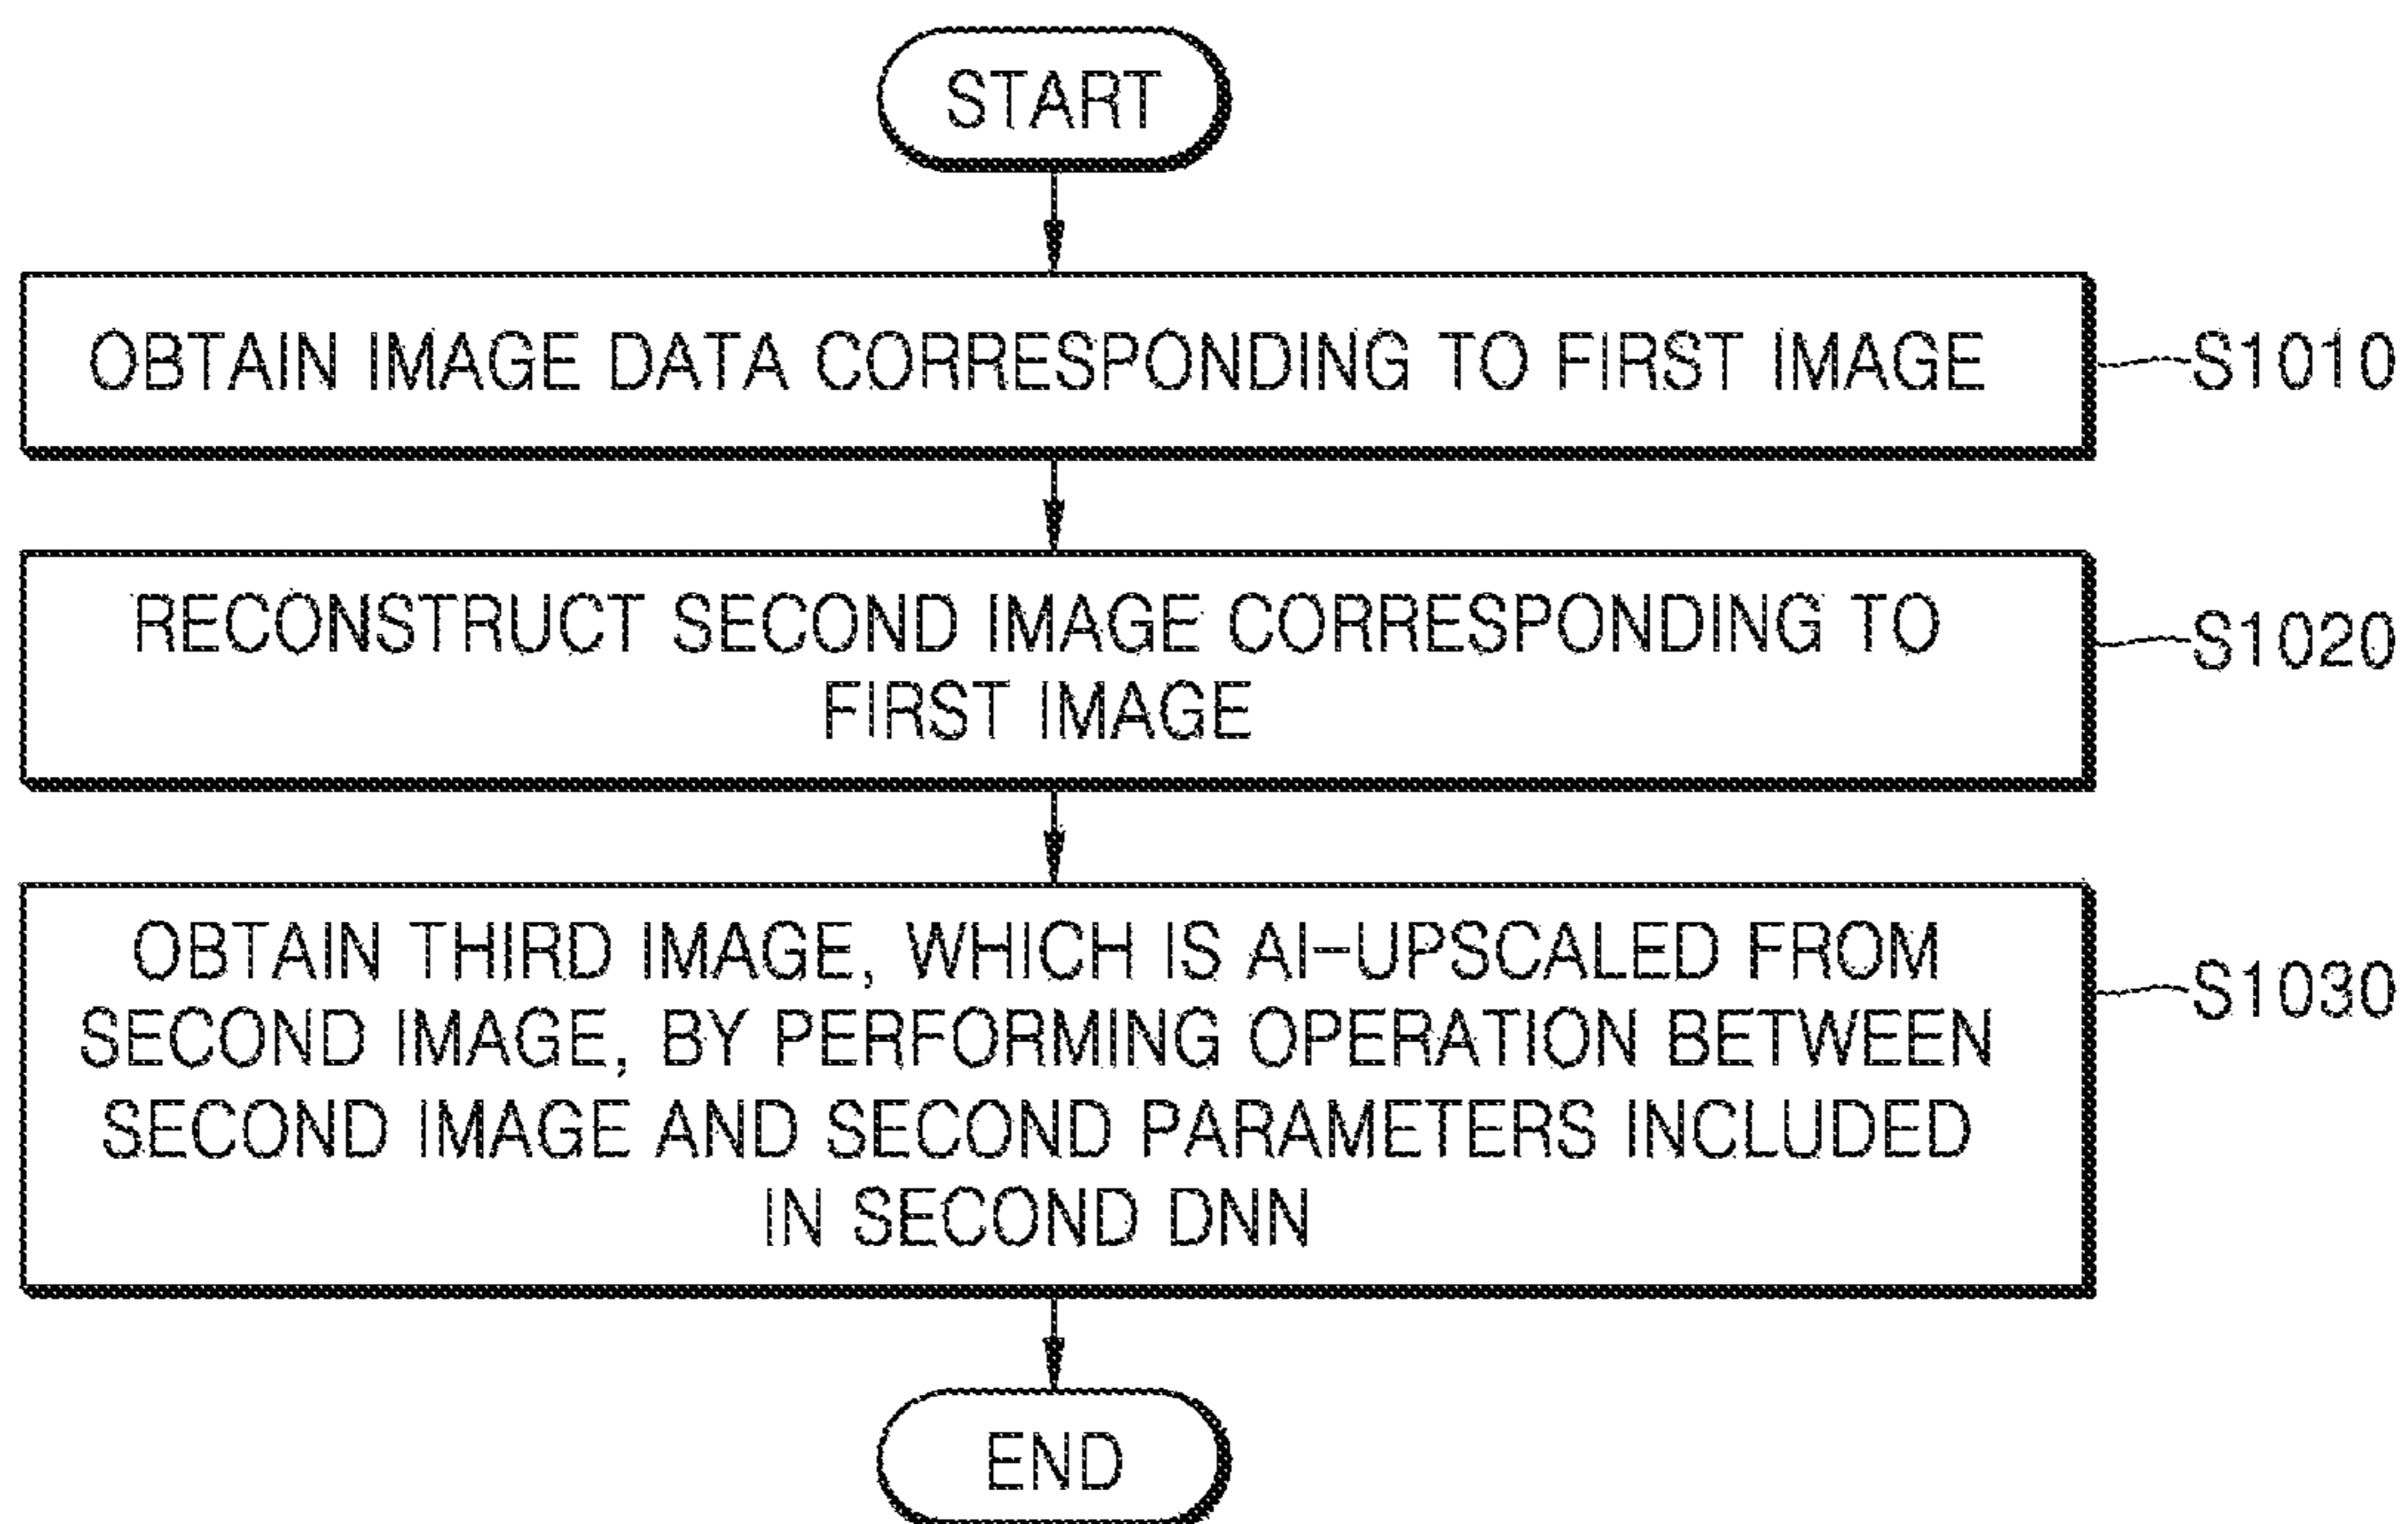 START
OBTAIN IMAGE DATA CORRESPONDING TO FIRST IMAGE
S1010
RECONSTRUCT SECOND IMAGE CORRESPONDING TO
FIRST IMAGE
S1020
OBTAIN THIRD IMAGE, WHICH IS AI-UPSCALED FROM
SECOND IMAGE, BY PERFORMING OPERATION BETWEEN
SECOND IMAGE AND SECOND PARAMETERS INCLUDED
IN SECOND DNN
S1030
END